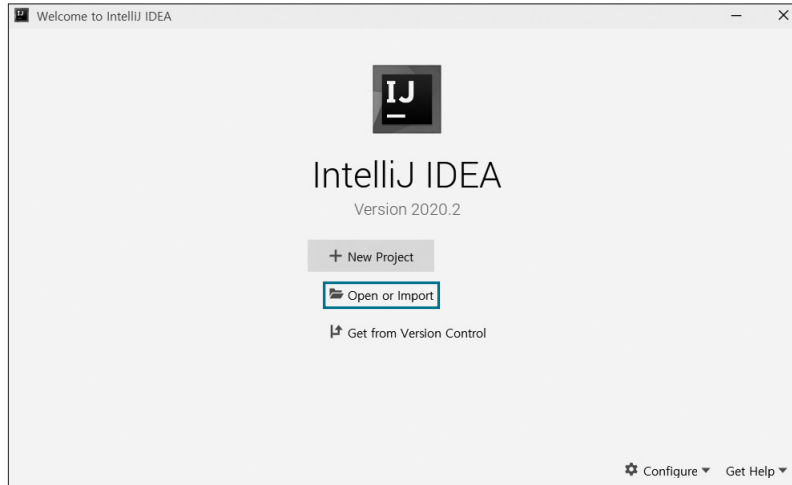 Welcome to IntelliJ IDEA
IJ
IntelliJ IDEA
Version 2020.2
New Project
Open or Import
Get from Version Control
Configure Get Help